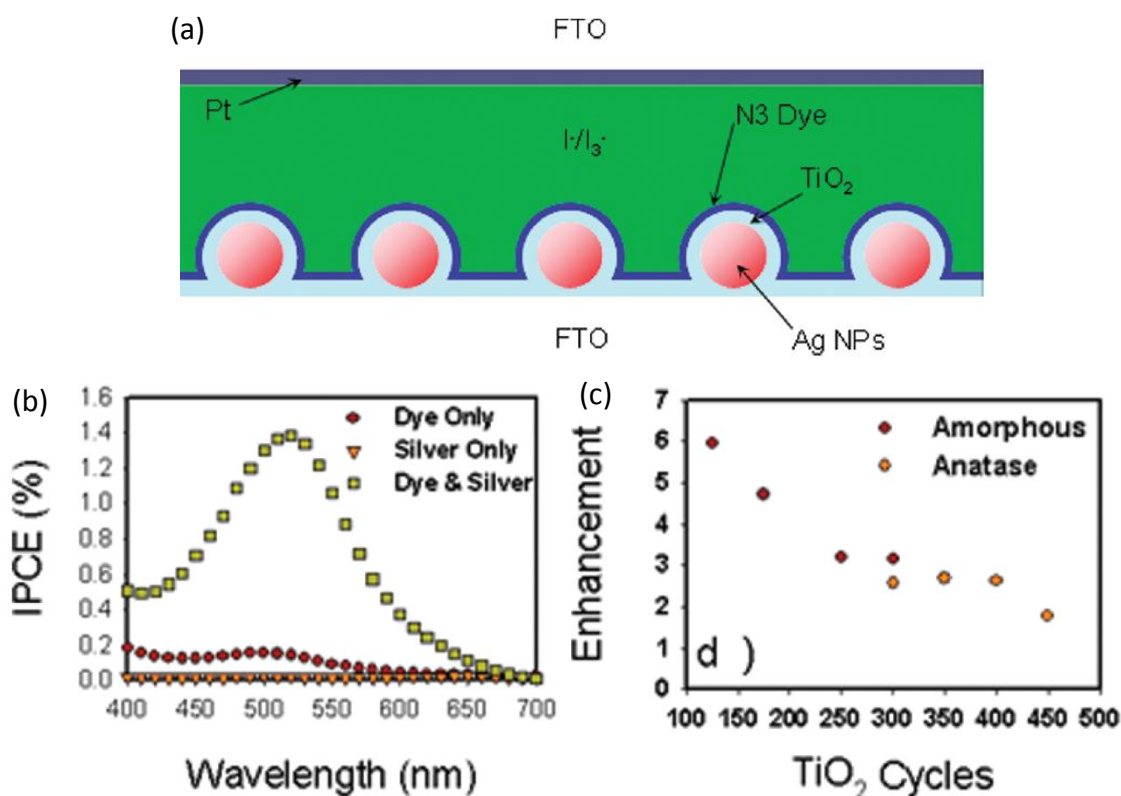 (a)
FTO
Pt
N3 Dye
I-/I3-
TiO2
FTO
Ag NPs
(b)
1.6
1.4
1.2
1.0
0.8
0.6
0.4
0.2
0.0
IPCE (%)
Dye Only
Silver Only
Dye & Silver
400 450 500 550 600 650 700
Wavelength (nm)
(c)
7
6
5
4
3
2
1
0
Enhancement
Amorphous
Anatase
d )
100 150 200 250 300 350 400 450 500
TiO2 Cycles